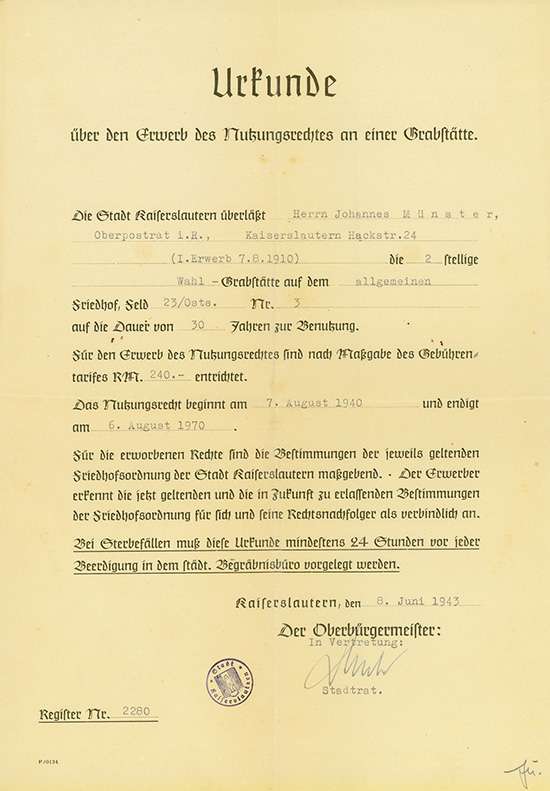 Urkunde
über den Erwerb des Nutzungsrechtes an einer Grabstätte.
Die Stadt Kaiserslautern überläßt Herrn Johannes Münster,
Oberpostrat i.R., Kaiserslautern Hackstr.24
(I.Erwerb 7.8.1910) die 2 stellige
Wahl - Grabstätte auf dem allgemeinen
Friedhof, Feld 23/Oste. Nr. 3
auf die Dauer von 30 Jahren zur Benutzung.
Für den Erwerb des Nutzungsrechtes sind nach Maßgabe des Gebühren-
tarifes RM. 240.- entrichtet.
Das Nutzungsrecht beginnt am 7. August 1940 und endigt
am 6. August 1970 .
Für die erworbenen Rechte sind die Bestimmungen der jeweils geltenden
Friedhofsordnung der Stadt Kaiserslautern maßgebend. - Der Erwerber
erkennt die jetzt geltenden und die in Zukunft zu erlassenden Bestimmungen
der Friedhofsordnung für sich und seine Rechtsnachfolger als verbindlich an.
Bei Sterbefällen muß diese Urkunde mindestens 24 Stunden vor jeder
Beerdigung in dem städt. Begräbnisbüro vorgelegt werden.
Kaiserslautern, den 8. Juni 1943
Der Oberbürgermeister:
In Vertretung:
Stadtrat.
Stadt Kaiserslautern
Register Nr. 2280
P/0134